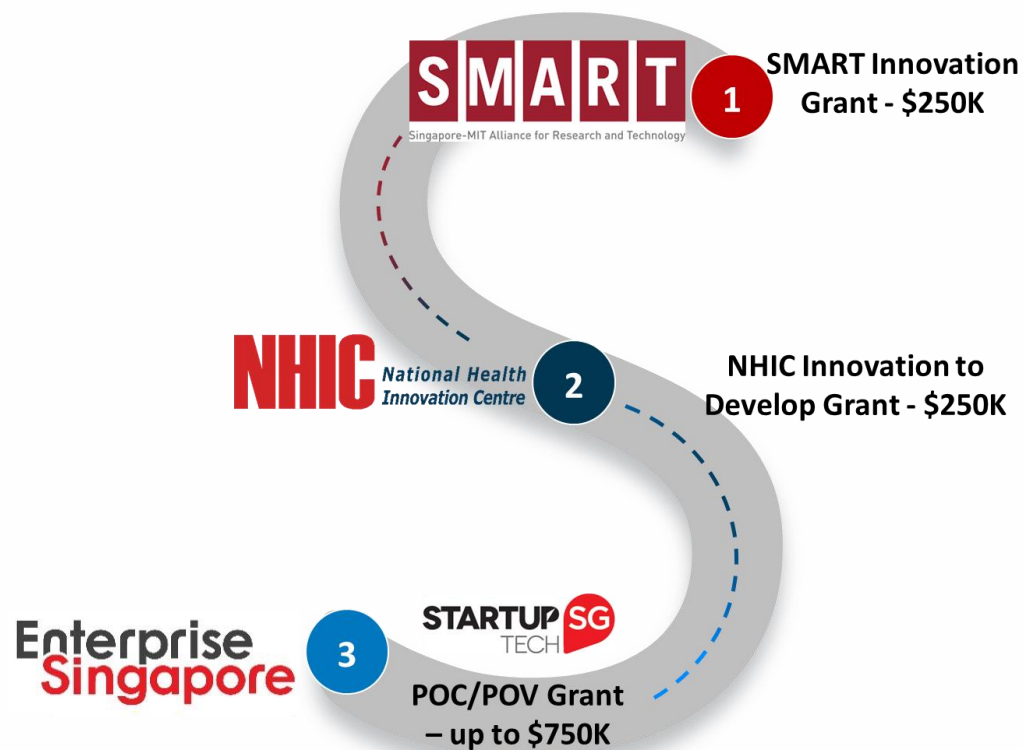 SMART
Singapore-MIT Alliance for Research and Technology
1
SMART Innovation
Grant - $250K
NHIC
National Health
Innovation Centre
2
NHIC Innovation to
Develop Grant - $250K
Enterprise
Singapore
3
STARTUP SG
TECH
POC/POV Grant
– up to $750K